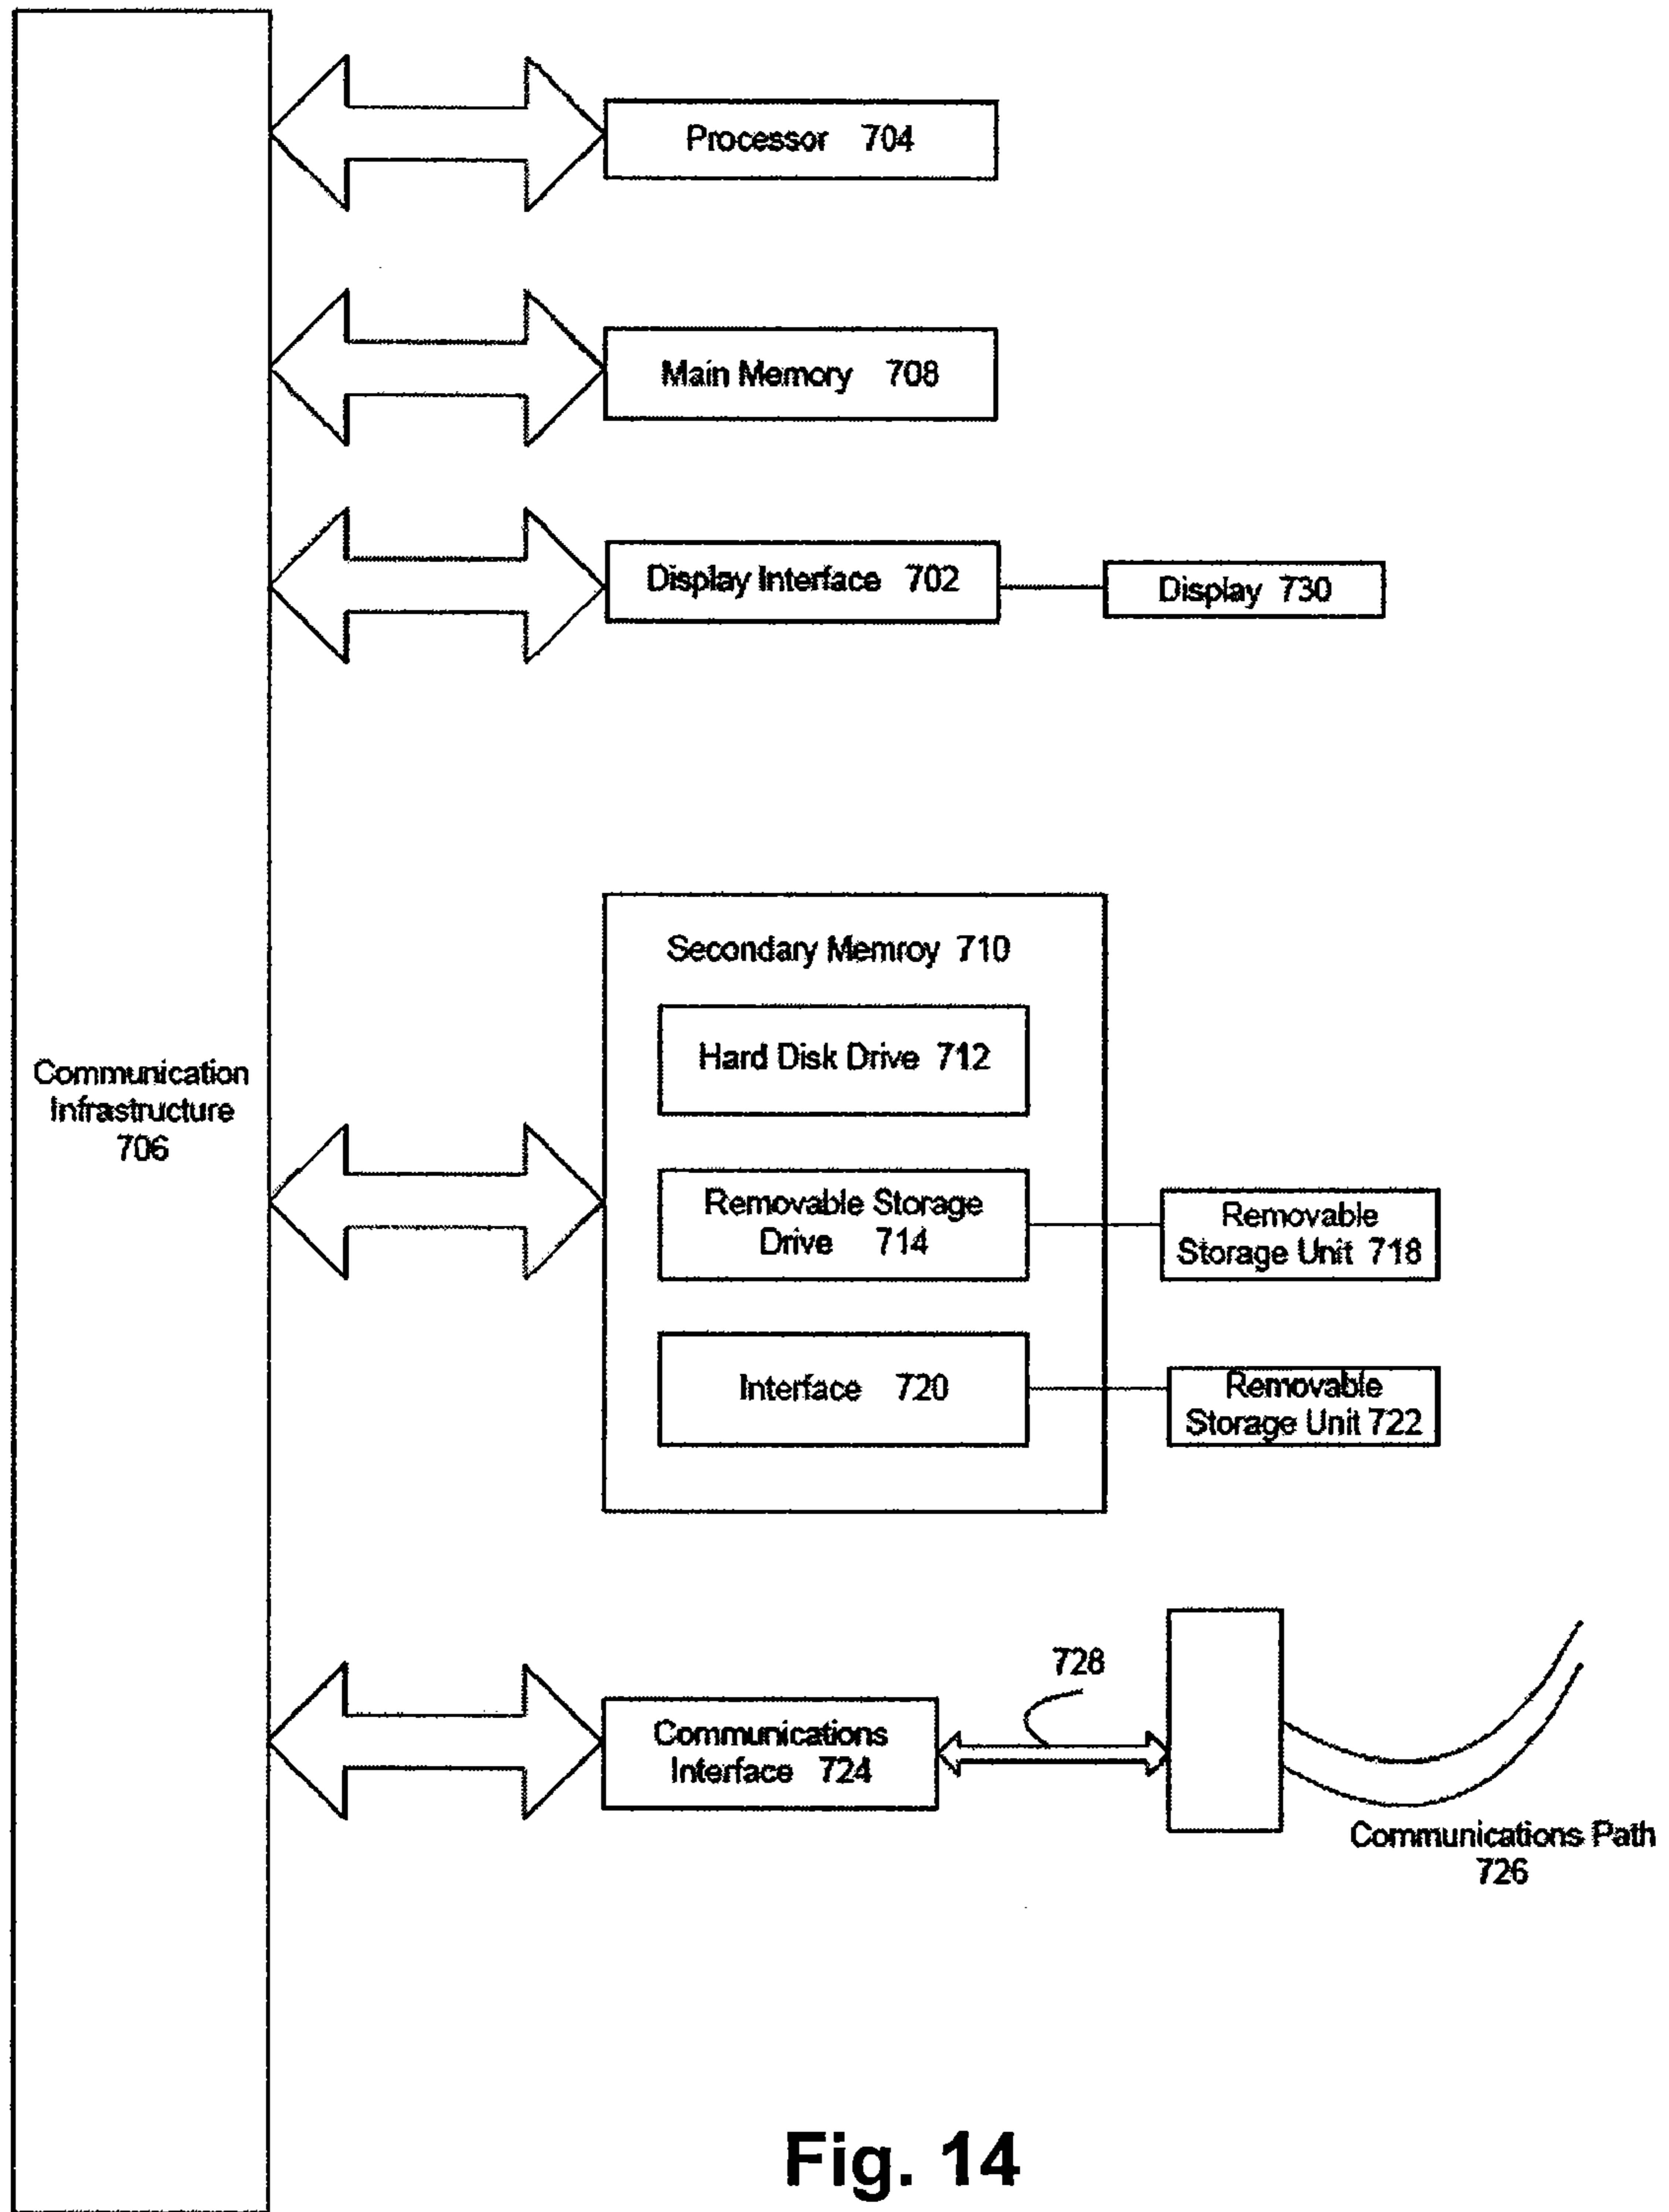 Processor 704
Main Memory 708
Display Interface 702
Display 730
Secondary Memroy 710
Hard Disk Drive 712
Communication
Infrastructure
706
Removable Storage
Drive 714
Removable
Storage Unit 718
Interface 720
Removable
Storage Unit 722
728
Communications
Interface 724
Communications Path
726
Fig. 14